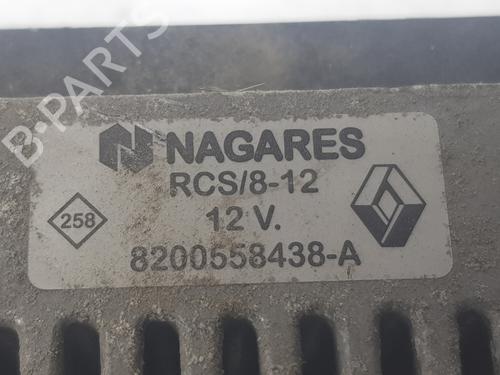 B-PARTS
NAGARES
RCS/8-12
258
12 V.
8200558438-A